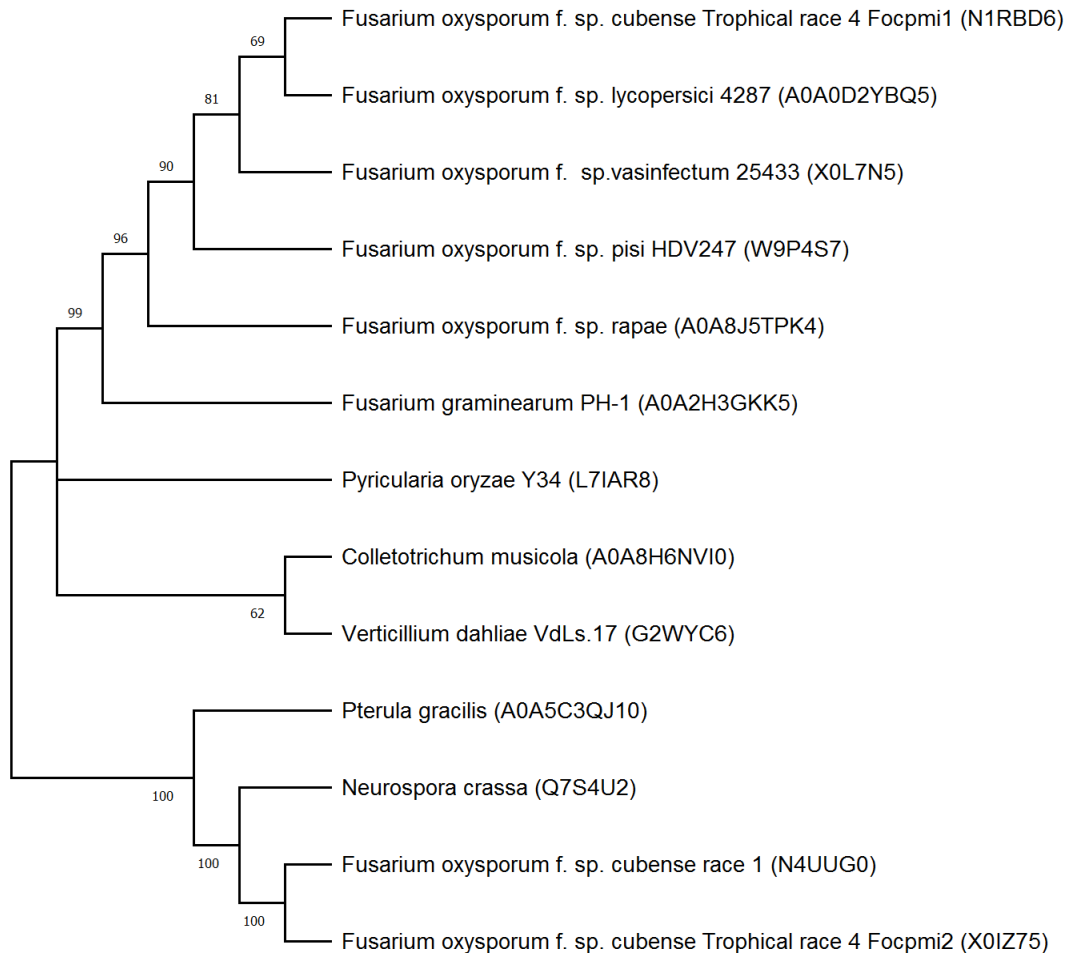 Fusarium oxysporum f. sp. cubense Trophical race 4 Focpmi1 (N1RBD6)
69
Fusarium oxysporum f. sp. lycopersici 4287 (A0A0D2YBQ5)
81
Fusarium oxysporum f.  sp.vasinfectum 25433 (X0L7N5)
90
Fusarium oxysporum f. sp. pisi HDV247 (W9P4S7)
96
Fusarium oxysporum f. sp. rapae (A0A8J5TPK4)
99
Fusarium graminearum PH-1 (A0A2H3GKK5)
Pyricularia oryzae Y34 (L7IAR8)
Colletotrichum musicola (A0A8H6NVI0)
62
Verticillium dahliae VdLs.17 (G2WYC6)
Pterula gracilis (A0A5C3QJ10)
100
Neurospora crassa (Q7S4U2)
100
Fusarium oxysporum f. sp. cubense race 1 (N4UUG0)
100
Fusarium oxysporum f. sp. cubense Trophical race 4 Focpmi2 (X0IZ75)